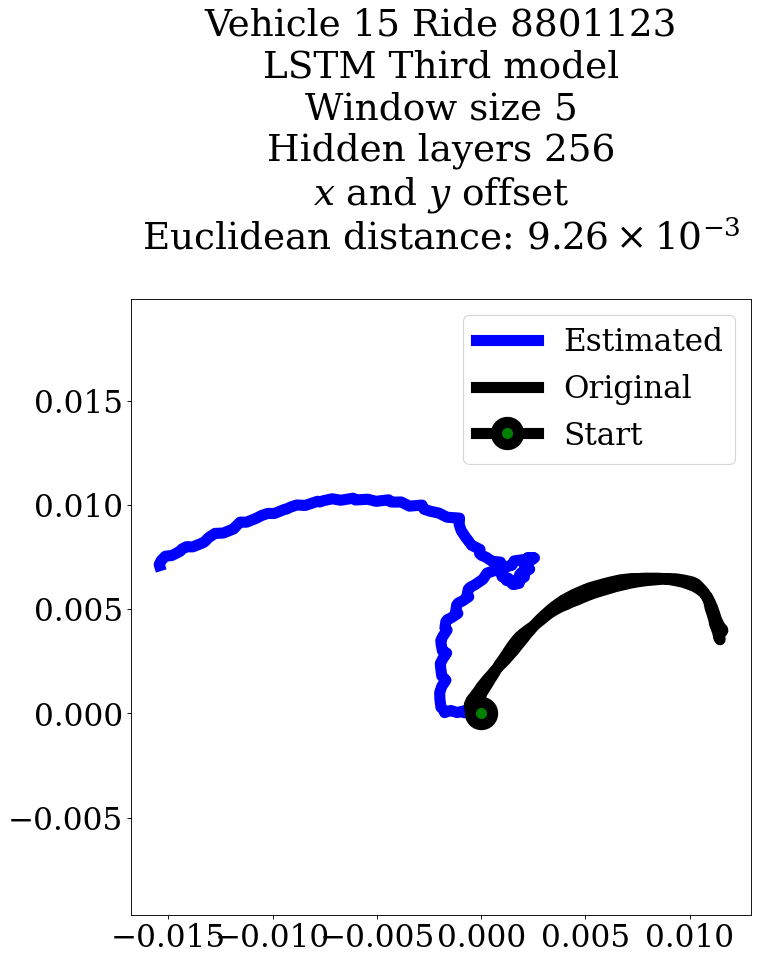 Vehicle 15 Ride 8801123
LSTM Third model
Window size 5
Hidden layers 256
x and y offset
Euclidean distance: 9.26 × 10⁻³
Estimated
Original
Start
0.015
0.010
0.005
0.000
−0.005
−0.015 −0.010 −0.005 0.000 0.005 0.010